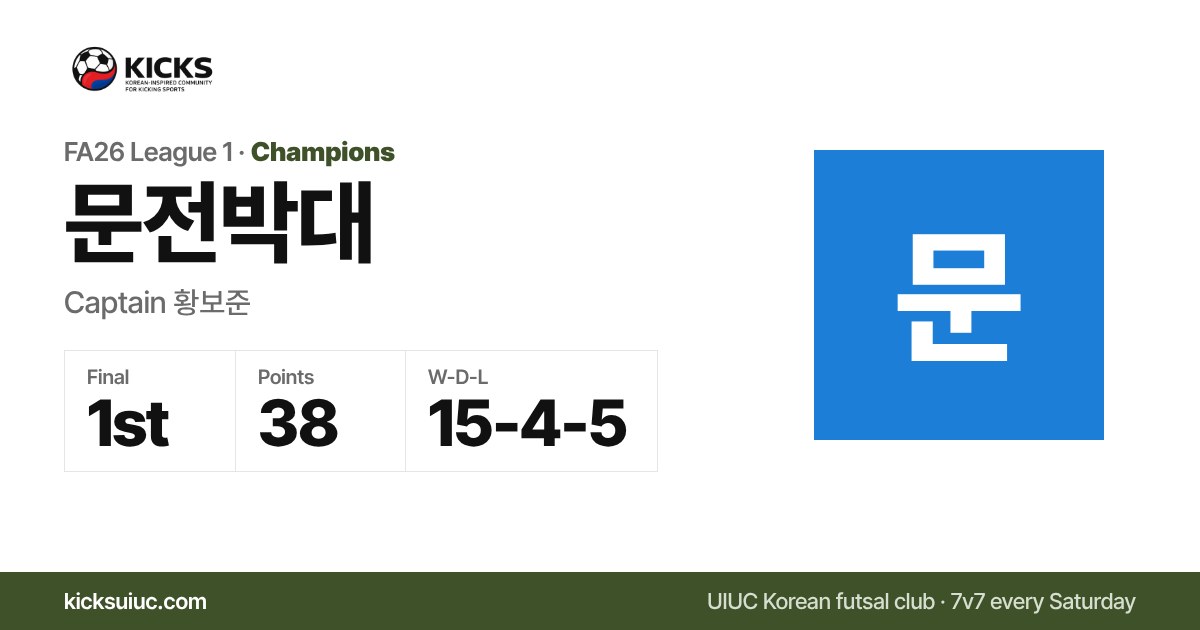 KICKS
KOREAN-INSPIRED COMMUNITY
FOR KICKING SPORTS
FA26 League 1 · Champions
문전박대
Captain 황보준
Final
1st
Points
38
W-D-L
15-4-5
문
kicksuiuc.com
UIUC Korean futsal club · 7v7 every Saturday